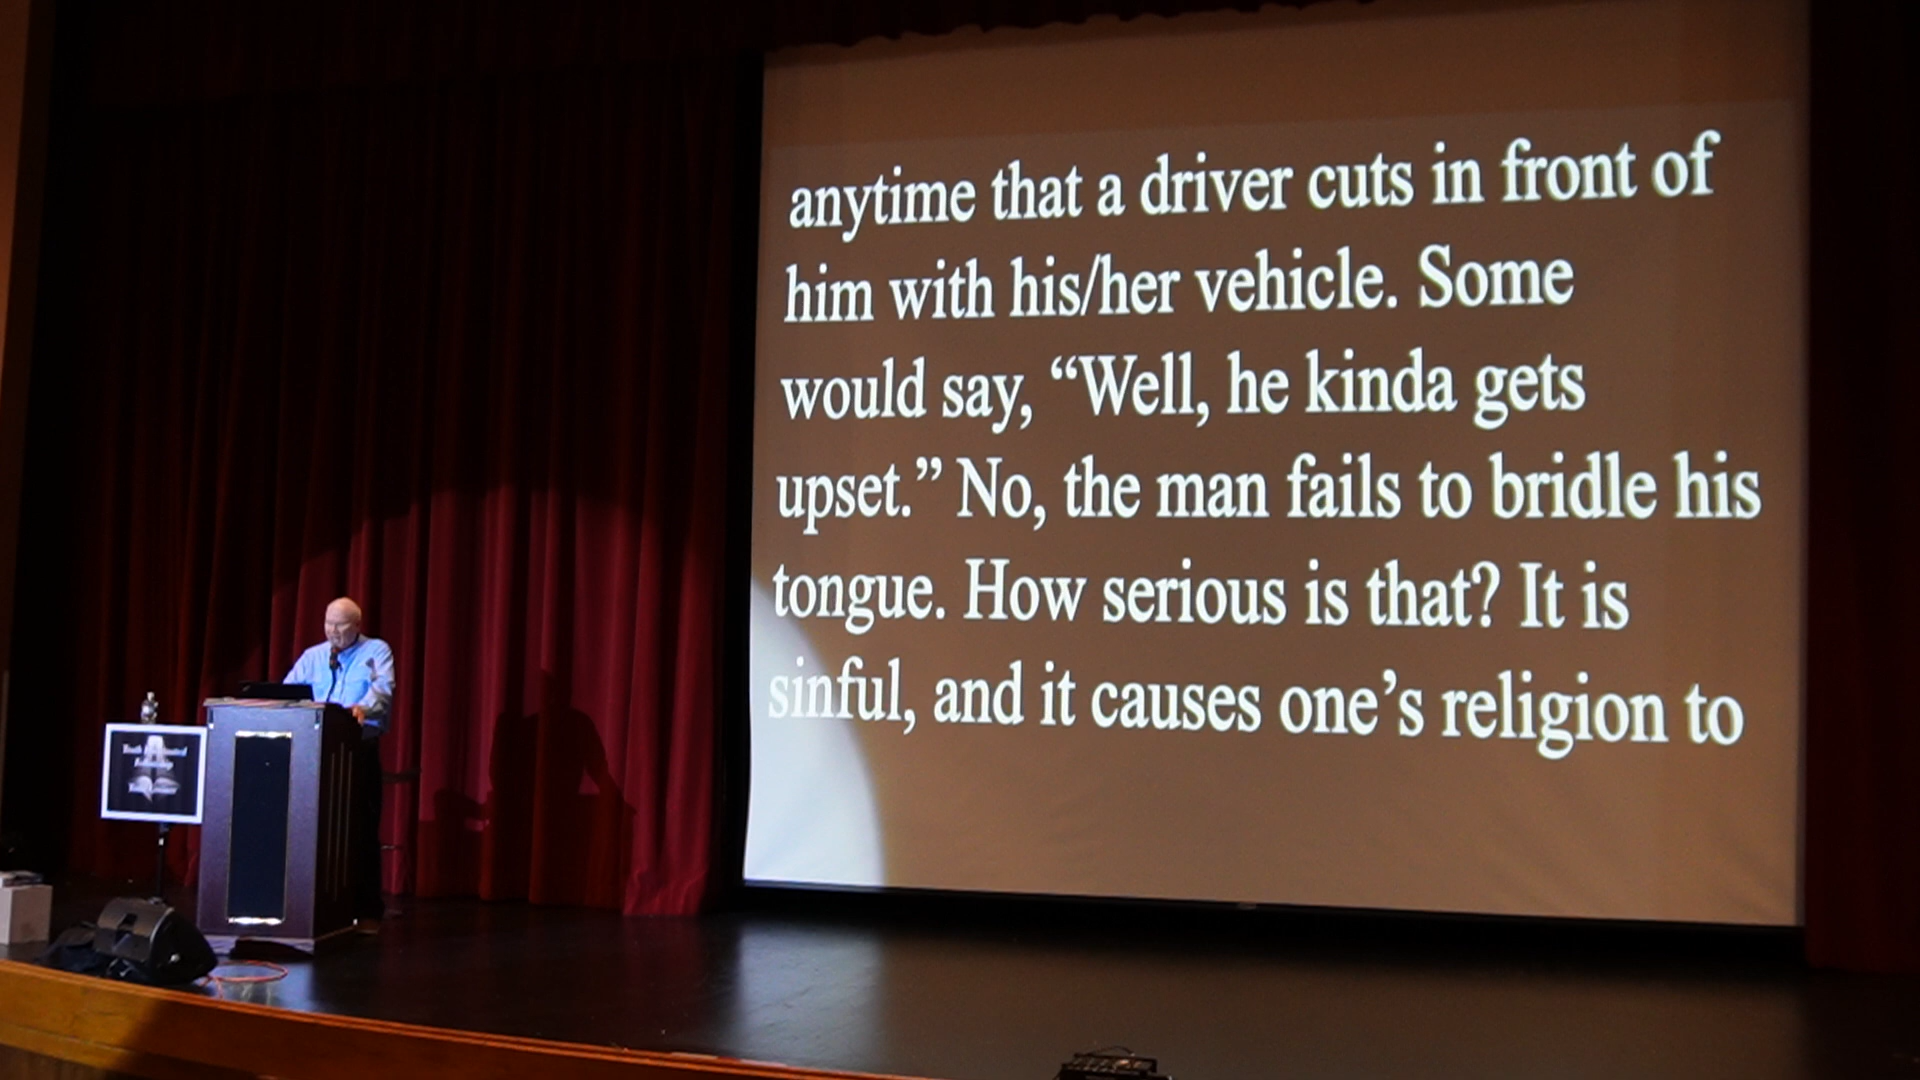 anytime that a driver cuts in front of
him with his/her vehicle. Some
would say, “Well, he kinda gets
upset.” No, the man fails to bridle his
tongue. How serious is that? It is
sinful, and it causes one’s religion to
Truth
Fellowship